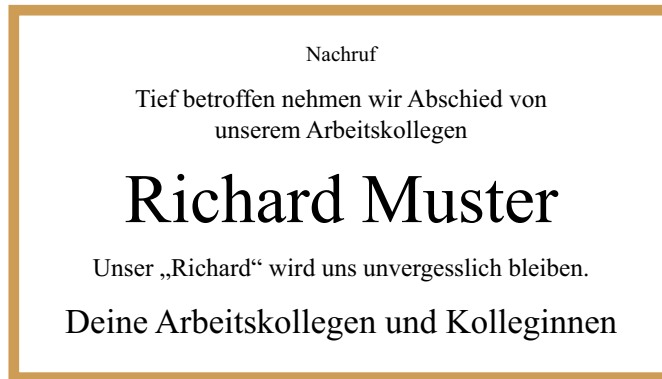 Nachruf
Tief betroffen nehmen wir Abschied von
unserem Arbeitskollegen
Richard Muster
Unser „Richard“ wird uns unvergesslich bleiben.
Deine Arbeitskollegen und Kolleginnen